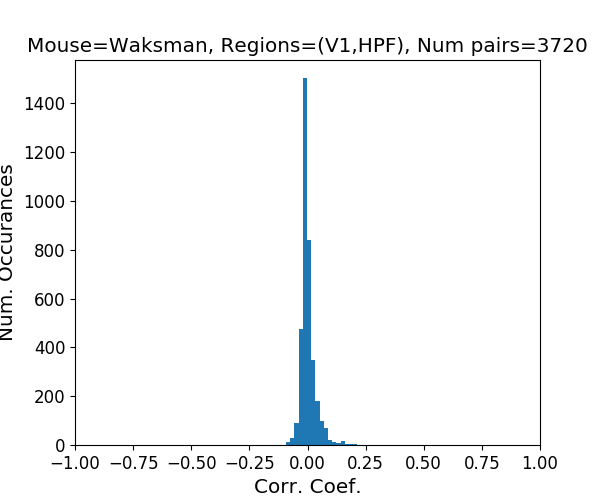 Mouse=Waksman, Regions=(V1,HPF), Num pairs=3720
Num. Occurances
1400
1200
1000
800
600
400
200
0
−1.00 −0.75 −0.50 −0.25 0.00 0.25 0.50 0.75 1.00
Corr. Coef.